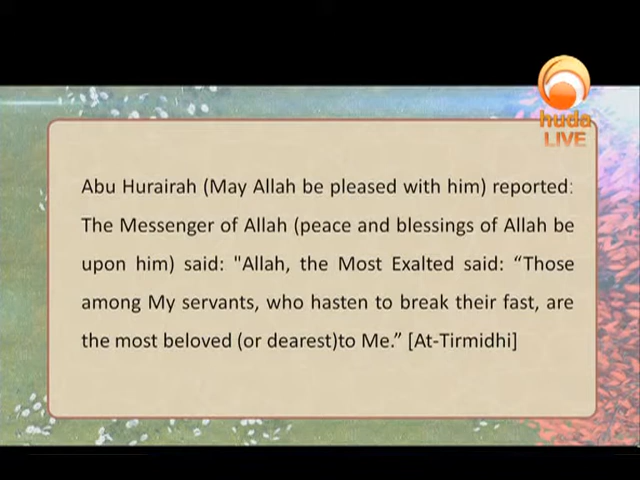 huda
LIVE
Abu Hurairah (May Allah be pleased with him) reported:
The Messenger of Allah (peace and blessings of Allah be
upon him) said: "Allah, the Most Exalted said: “Those
among My servants, who hasten to break their fast, are
the most beloved (or dearest)to Me.” [At-Tirmidhi]